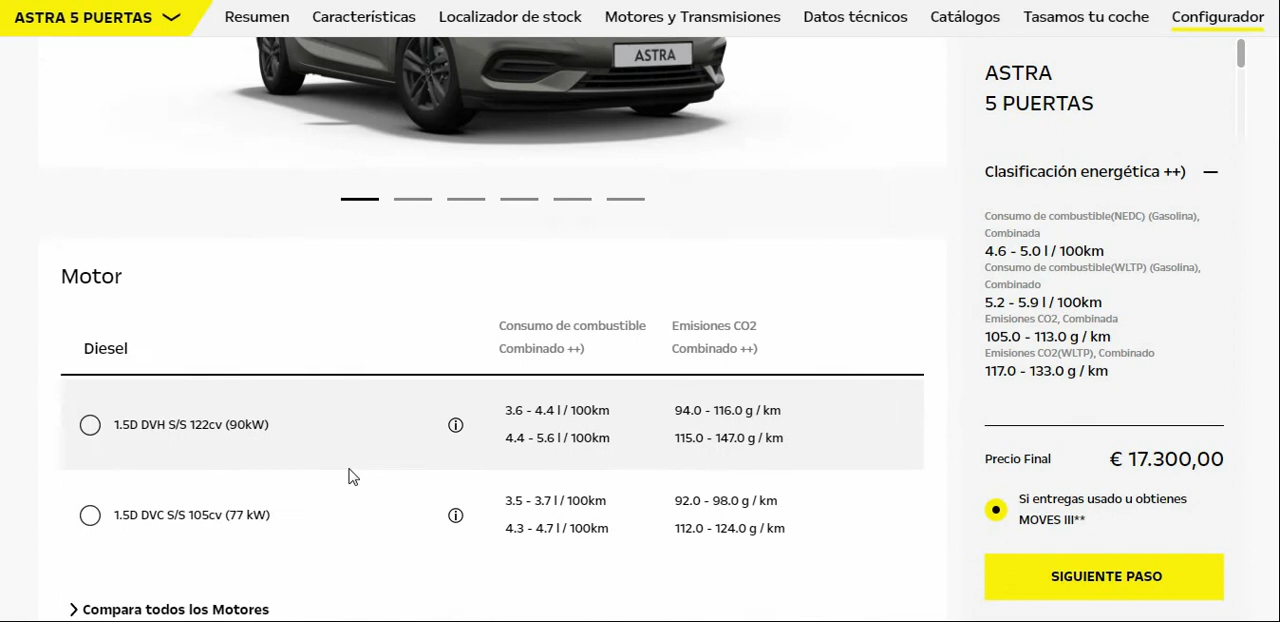 ASTRA 5 PUERTAS
Resumen
Características
Localizador de stock
Motores y Transmisiones
Datos técnicos
Catálogos
Tasamos tu coche
Configurador
ASTRA
ASTRA
5 PUERTAS
Clasificación energética ++)
Consumo de combustible(NEDC) (Gasolina),
Combinada
4.6 - 5.0 l / 100km
Consumo de combustible(WLTP) (Gasolina),
Combinado
5.2 - 5.9 l / 100km
Emisiones CO2, Combinada
105.0 - 113.0 g / km
Emisiones CO2(WLTP), Combinado
117.0 - 133.0 g / km
Precio Final
€ 17.300,00
Si entregas usado u obtienes
MOVES III**
SIGUIENTE PASO
Motor
Diesel
Consumo de combustible
Combinado ++)
Emisiones CO2
Combinado ++)
1.5D DVH S/S 122cv (90kW)
3.6 - 4.4 l / 100km
94.0 - 116.0 g / km
4.4 - 5.6 l / 100km
115.0 - 147.0 g / km
1.5D DVC S/S 105cv (77 kW)
3.5 - 3.7 l / 100km
92.0 - 98.0 g / km
4.3 - 4.7 l / 100km
112.0 - 124.0 g / km
Compara todos los Motores